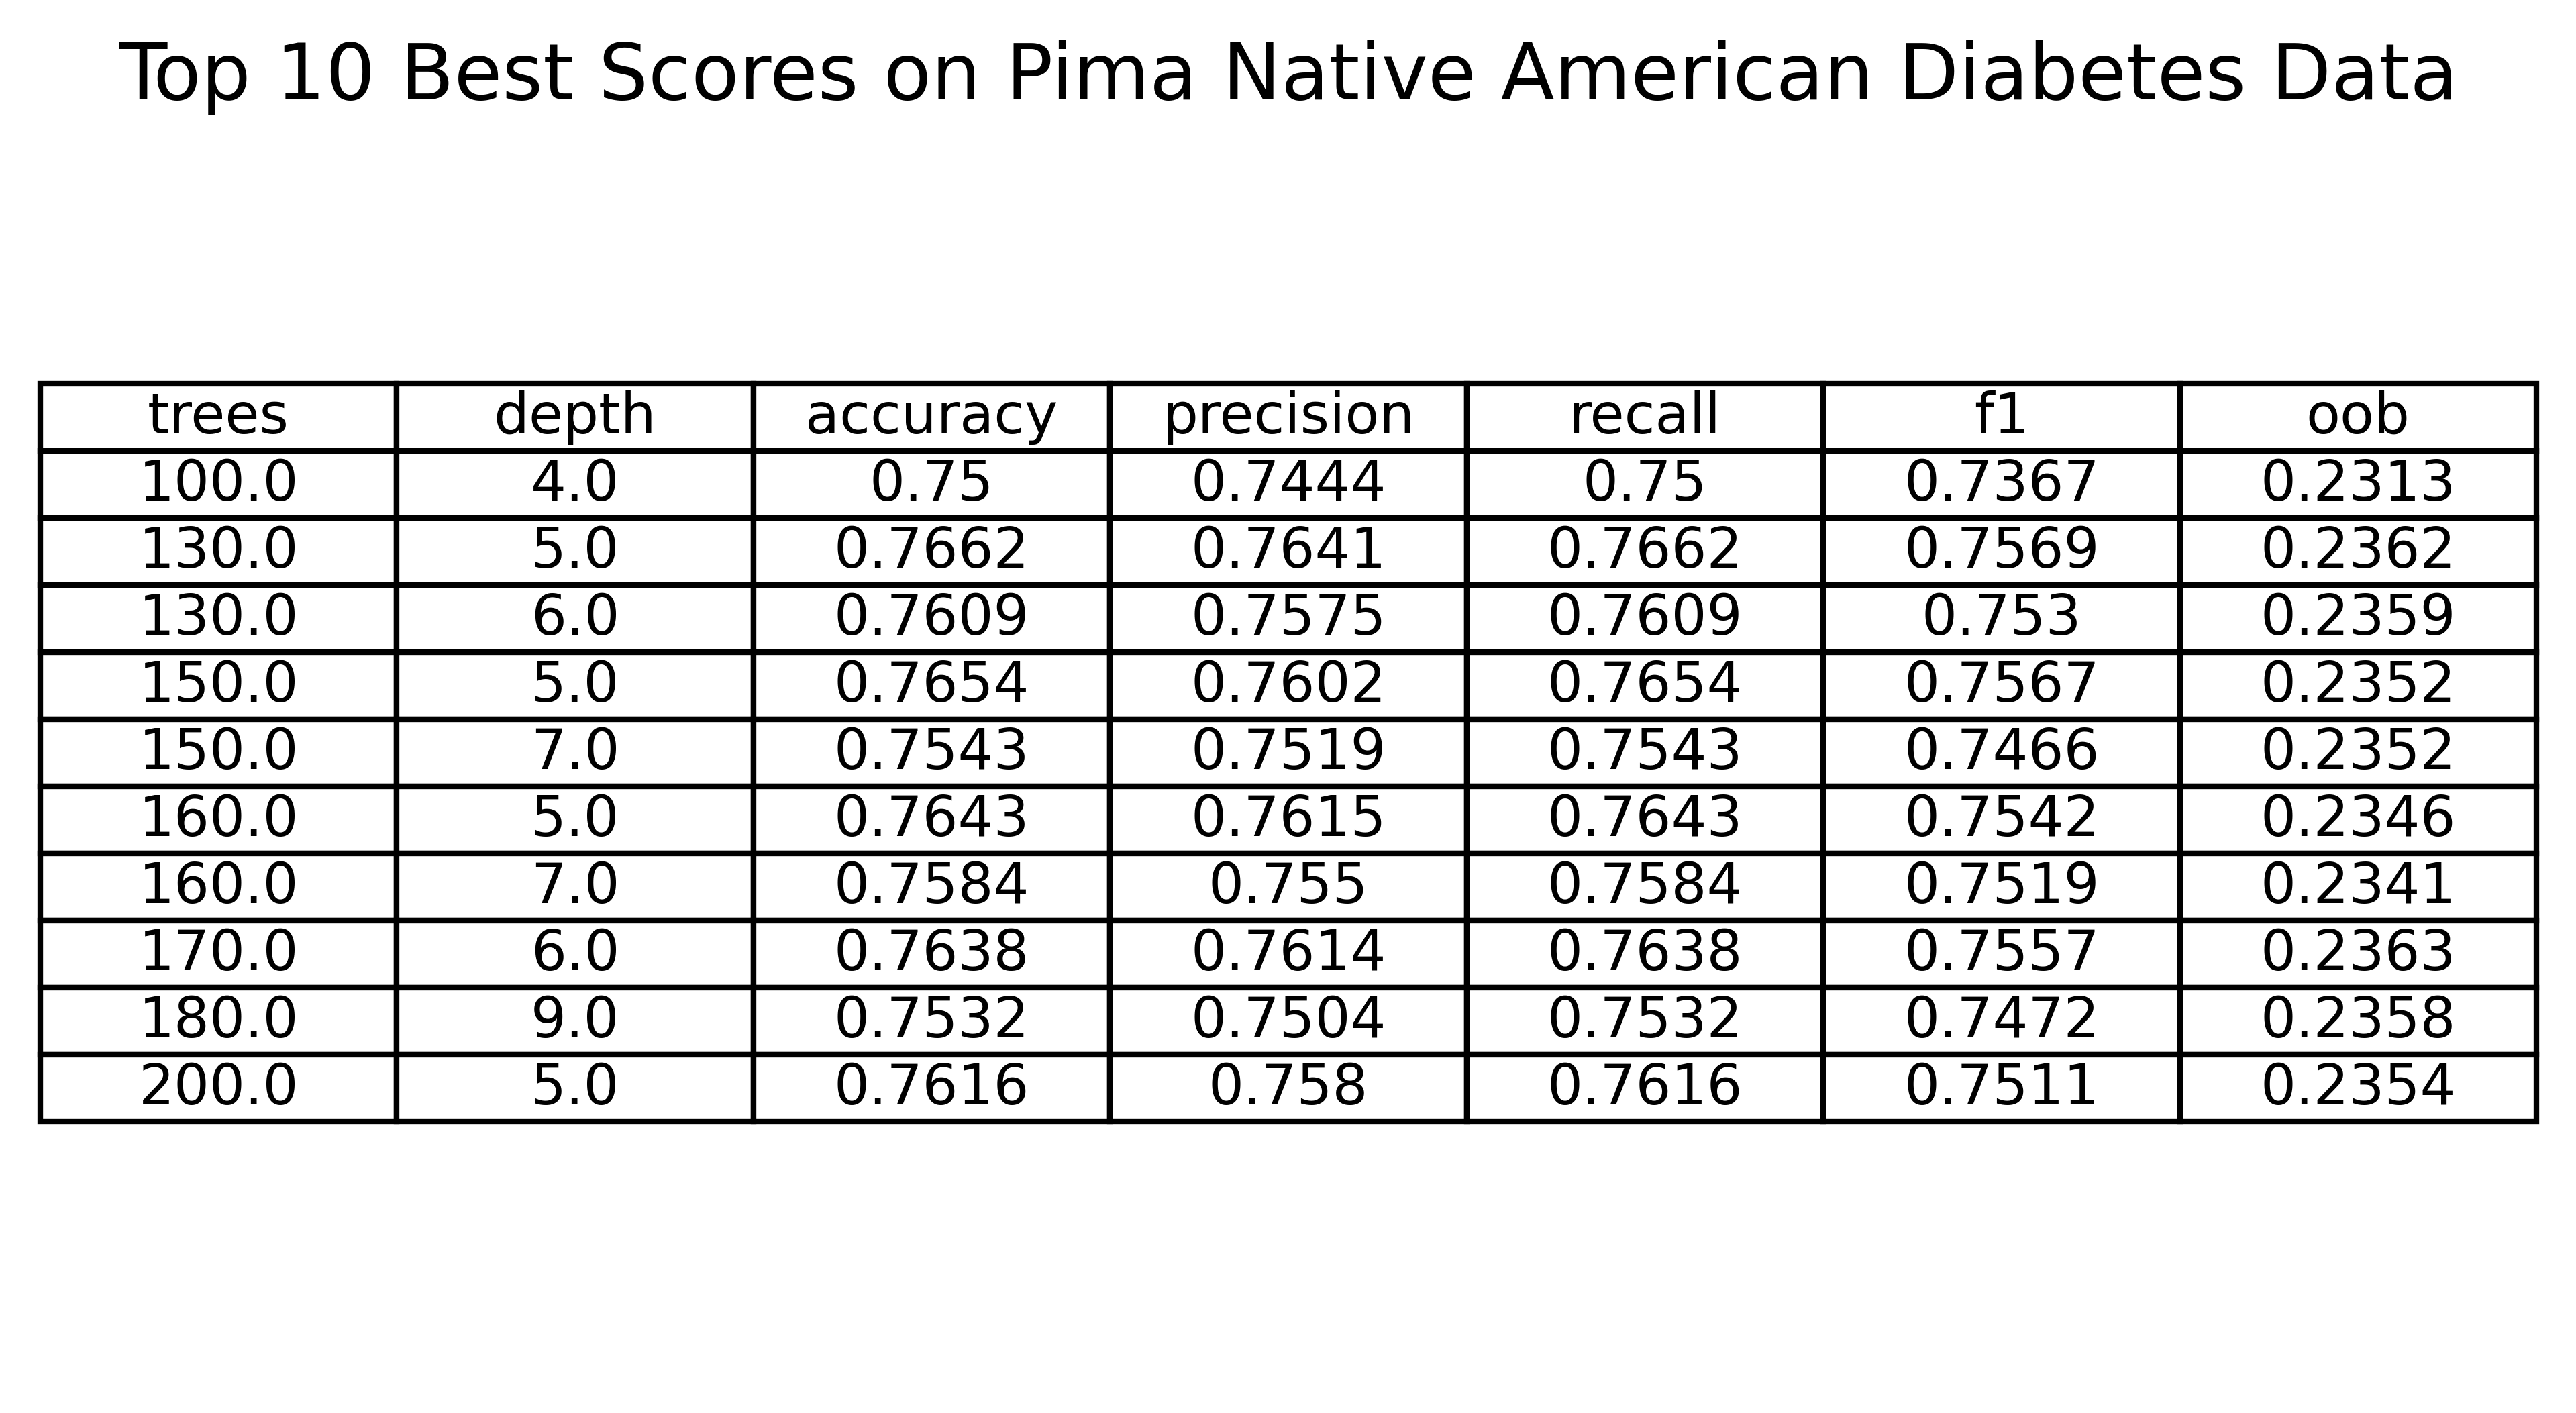 Top 10 Best Scores on Pima Native American Diabetes Data
trees depth accuracy precision recall f1 oob
100.0 4.0 0.75 0.7444 0.75 0.7367 0.2313
130.0 5.0 0.7662 0.7641 0.7662 0.7569 0.2362
130.0 6.0 0.7609 0.7575 0.7609 0.753 0.2359
150.0 5.0 0.7654 0.7602 0.7654 0.7567 0.2352
150.0 7.0 0.7543 0.7519 0.7543 0.7466 0.2352
160.0 5.0 0.7643 0.7615 0.7643 0.7542 0.2346
160.0 7.0 0.7584 0.755 0.7584 0.7519 0.2341
170.0 6.0 0.7638 0.7614 0.7638 0.7557 0.2363
180.0 9.0 0.7532 0.7504 0.7532 0.7472 0.2358
200.0 5.0 0.7616 0.758 0.7616 0.7511 0.2354